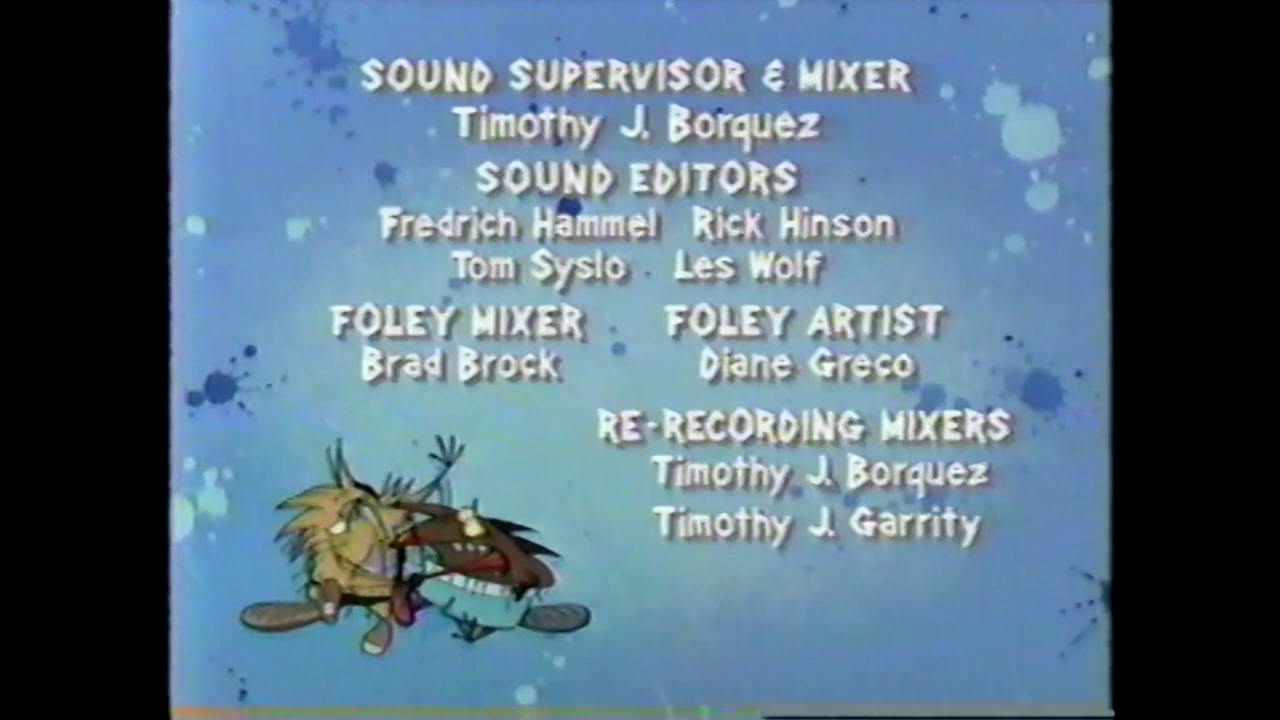 SOUND SUPERVISOR & MIXER
Timothy J. Borquez
SOUND EDITORS
Fredrich Hammel Rick Hinson
Tom Syslo Les Wolf
FOLEY MIXER FOLEY ARTIST
Brad Brock Diane Greco
RE-RECORDING MIXERS
Timothy J. Borquez
Timothy J. Garrity